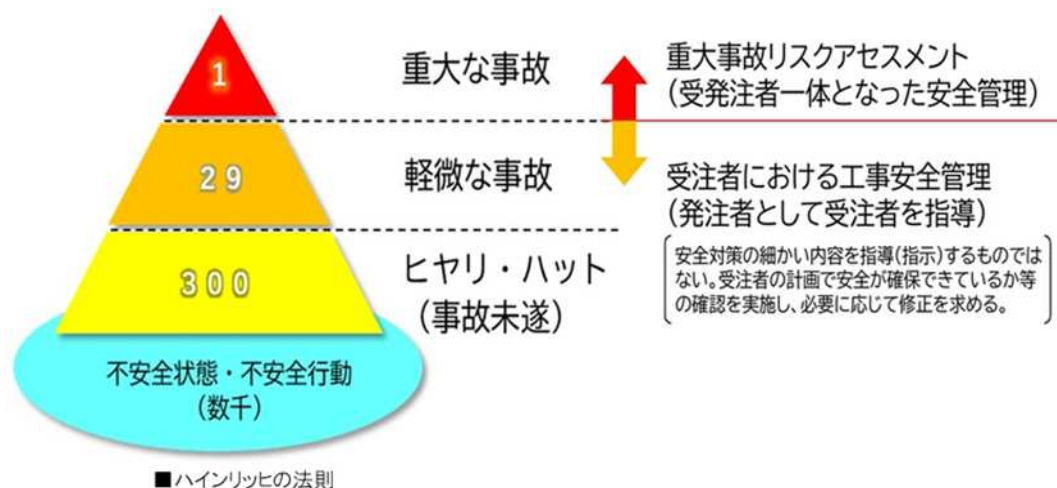 1
重大な事故
重大事故リスクアセスメント
(受発注者一体となった安全管理)
29
軽微な事故
受注者における工事安全管理
(発注者として受注者を指導)
300
ヒヤリ・ハット
(事故未遂)
安全対策の細かい内容を指導(指示)するものでは
ない。受注者の計画で安全が確保できているか等
の確認を実施し、必要に応じて修正を求める。
不安全状態・不安全行動
(数千)
■ハインリッヒの法則